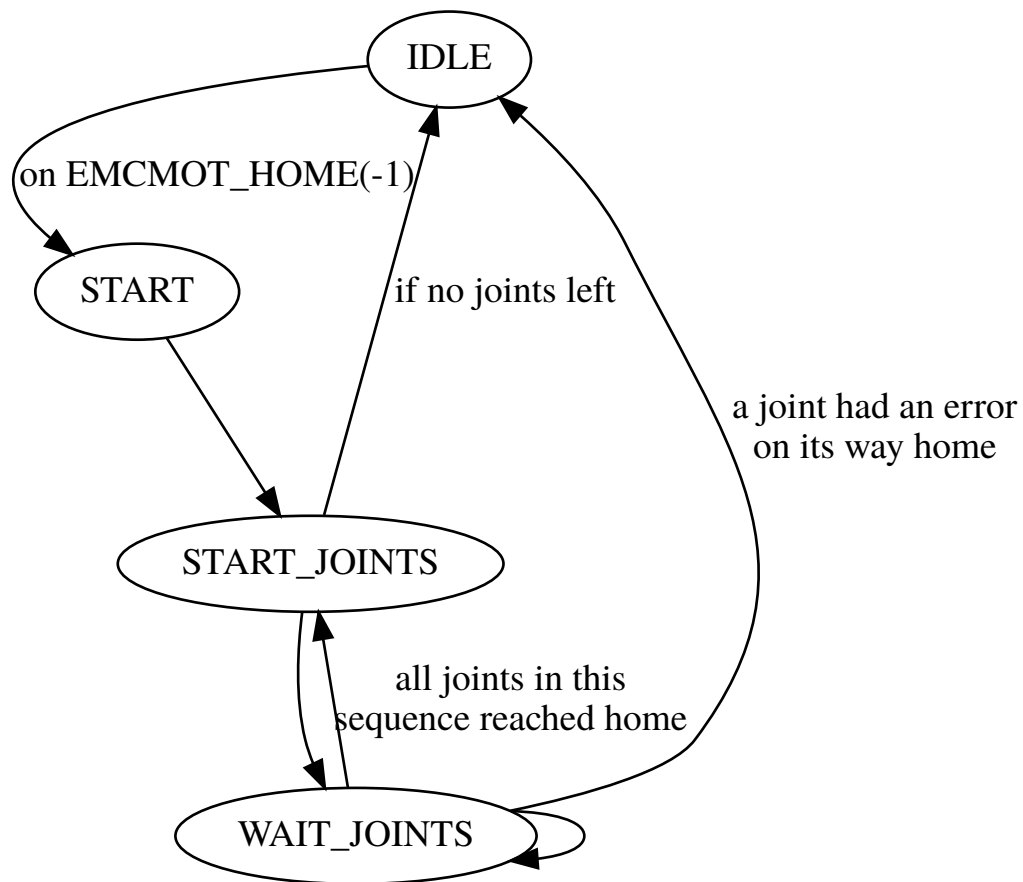 IDLE
on EMCMOT_HOME(-1)
START
if no joints left
a joint had an error
on its way home
START_JOINTS
all joints in this
sequence reached home
WAIT_JOINTS